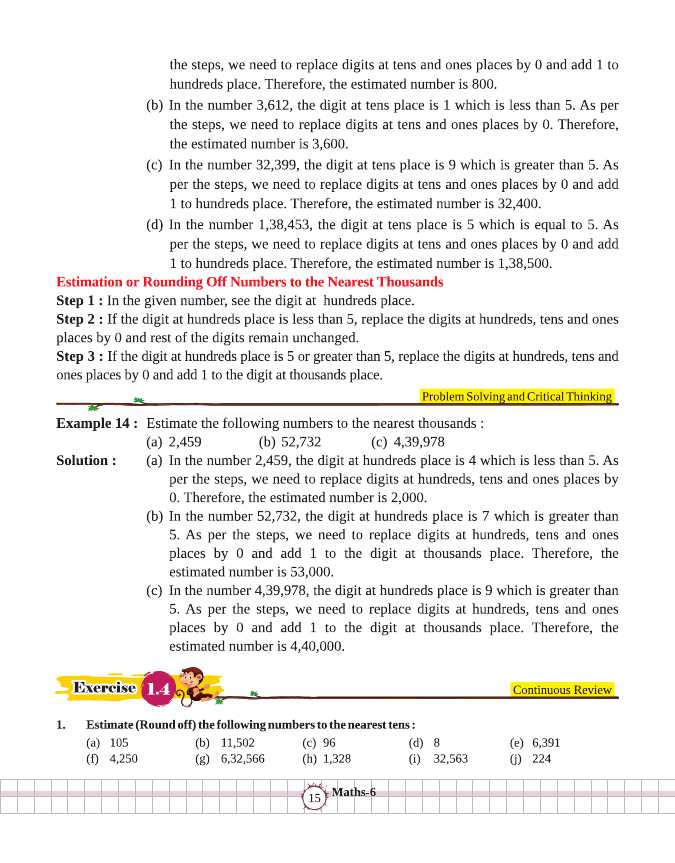 the steps, we need to replace digits at tens and ones places by 0 and add 1 to
hundreds place. Therefore, the estimated number is 800.
(b) In the number 3,612, the digit at tens place is 1 which is less than 5. As per
the steps, we need to replace digits at tens and ones places by 0. Therefore,
the estimated number is 3,600.
(c) In the number 32,399, the digit at tens place is 9 which is greater than 5. As
per the steps, we need to replace digits at tens and ones places by 0 and add
1 to hundreds place. Therefore, the estimated number is 32,400.
(d) In the number 1,38,453, the digit at tens place is 5 which is equal to 5. As
per the steps, we need to replace digits at tens and ones places by 0 and add
1 to hundreds place. Therefore, the estimated number is 1,38,500.
Estimation or Rounding Off Numbers to the Nearest Thousands
Step 1 : In the given number, see the digit at hundreds place.
Step 2 : If the digit at hundreds place is less than 5, replace the digits at hundreds, tens and ones
places by 0 and rest of the digits remain unchanged.
Step 3 : If the digit at hundreds place is 5 or greater than 5, replace the digits at hundreds, tens and
ones places by 0 and add 1 to the digit at thousands place.
Problem Solving and Critical Thinking
Example 14 : Estimate the following numbers to the nearest thousands :
(a) 2,459 (b) 52,732 (c) 4,39,978
Solution : (a) In the number 2,459, the digit at hundreds place is 4 which is less than 5. As
per the steps, we need to replace digits at hundreds, tens and ones places by
0. Therefore, the estimated number is 2,000.
(b) In the number 52,732, the digit at hundreds place is 7 which is greater than
5. As per the steps, we need to replace digits at hundreds, tens and ones
places by 0 and add 1 to the digit at thousands place. Therefore, the
estimated number is 53,000.
(c) In the number 4,39,978, the digit at hundreds place is 9 which is greater than
5. As per the steps, we need to replace digits at hundreds, tens and ones
places by 0 and add 1 to the digit at thousands place. Therefore, the
estimated number is 4,40,000.
Exercise 1.4
Continuous Review
1. Estimate (Round off) the following numbers to the nearest tens :
(a) 105 (b) 11,502 (c) 96 (d) 8 (e) 6,391
(f) 4,250 (g) 6,32,566 (h) 1,328 (i) 32,563 (j) 224
15 Maths-6